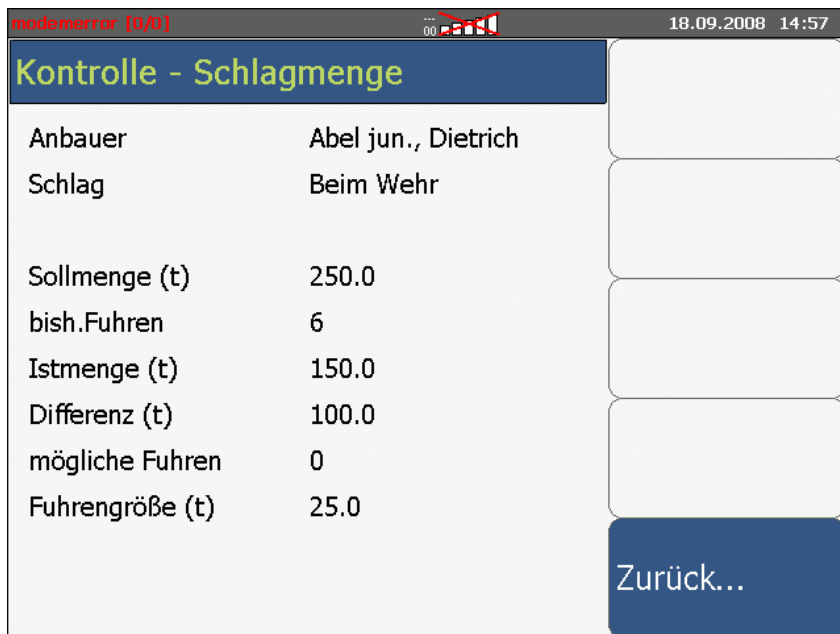 modemerror [0/0] --- 00 18.09.2008 14:57
Kontrolle - Schlagmenge
Anbauer Abel jun., Dietrich
Schlag Beim Wehr
Sollmenge (t) 250.0
bish.Fuhren 6
Istmenge (t) 150.0
Differenz (t) 100.0
mögliche Fuhren 0
Fuhrengröße (t) 25.0
Zurück...